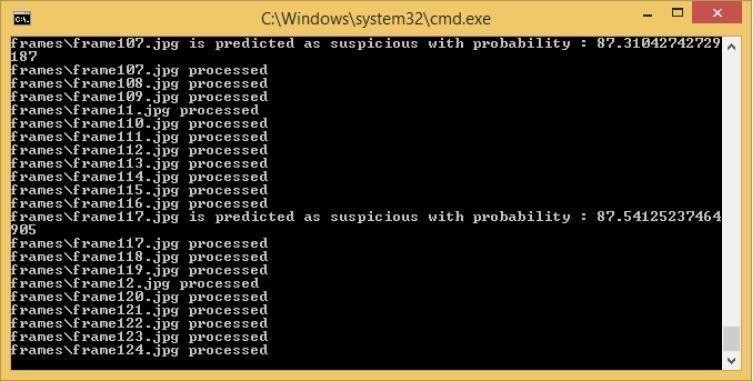 C:\Windows\system32\cmd.exe
frames\frame107.jpg is predicted as suspicious with probability : 87.31042742729
187
frames\frame107.jpg processed
frames\frame108.jpg processed
frames\frame109.jpg processed
frames\frame11.jpg processed
frames\frame110.jpg processed
frames\frame111.jpg processed
frames\frame112.jpg processed
frames\frame113.jpg processed
frames\frame114.jpg processed
frames\frame115.jpg processed
frames\frame116.jpg processed
frames\frame117.jpg is predicted as suspicious with probability : 87.54125237464
905
frames\frame117.jpg processed
frames\frame118.jpg processed
frames\frame119.jpg processed
frames\frame12.jpg processed
frames\frame120.jpg processed
frames\frame121.jpg processed
frames\frame122.jpg processed
frames\frame123.jpg processed
frames\frame124.jpg processed